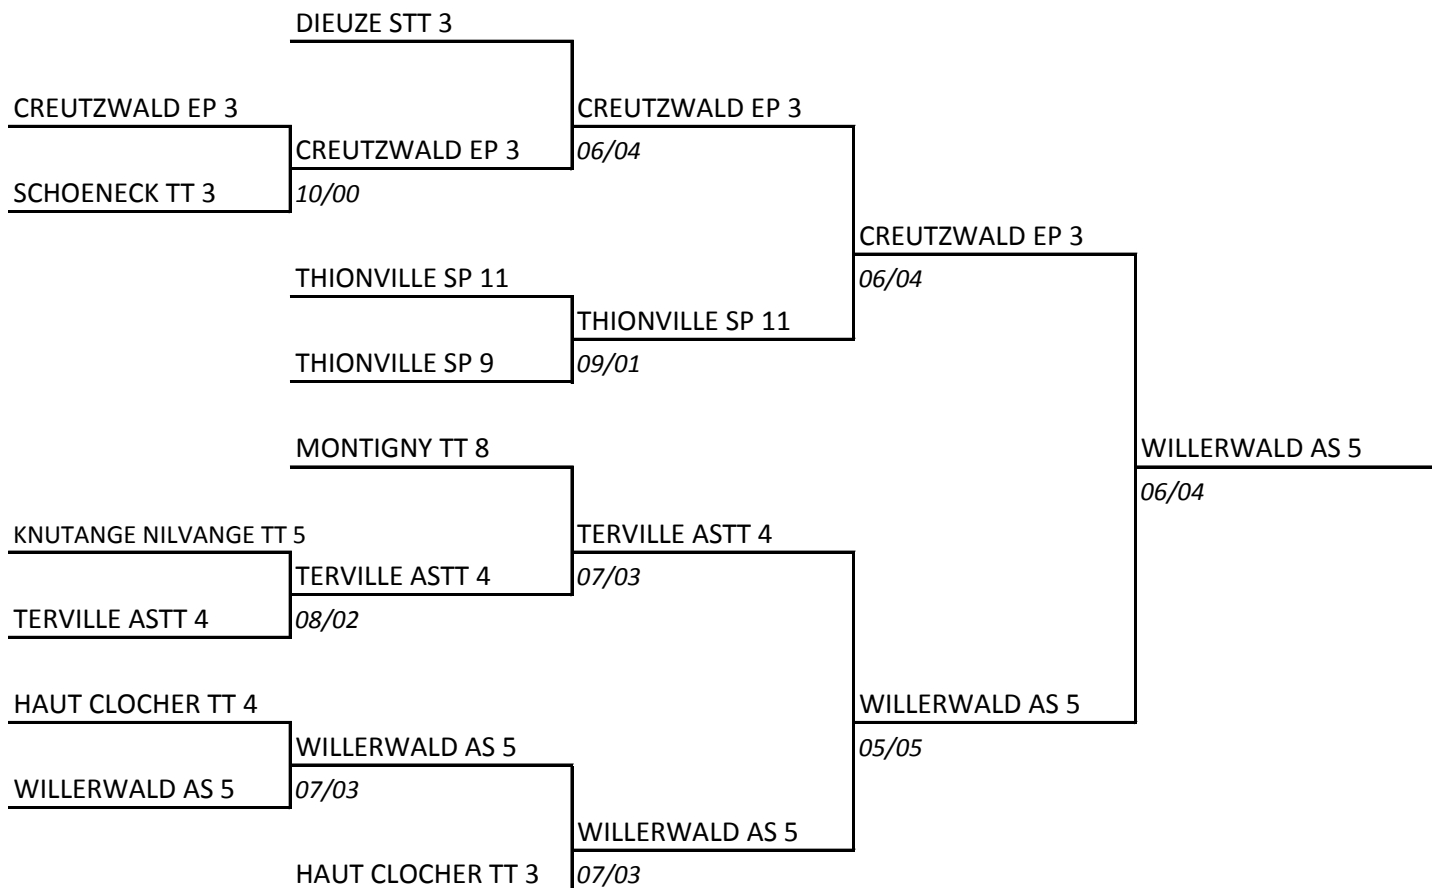 DIEUZE STT 3
CREUTZWALD EP 3
CREUTZWALD EP 3
CREUTZWALD EP 3
06/04
SCHOENECK TT 3
10/00
CREUTZWALD EP 3
06/04
THIONVILLE SP 11
THIONVILLE SP 11
THIONVILLE SP 9
09/01
MONTIGNY TT 8
WILLERWALD AS 5
06/04
KNUTANGE NILVANGE TT 5
TERVILLE ASTT 4
TERVILLE ASTT 4
07/03
TERVILLE ASTT 4
08/02
HAUT CLOCHER TT 4
WILLERWALD AS 5
05/05
WILLERWALD AS 5
WILLERWALD AS 5
07/03
WILLERWALD AS 5
HAUT CLOCHER TT 3
07/03